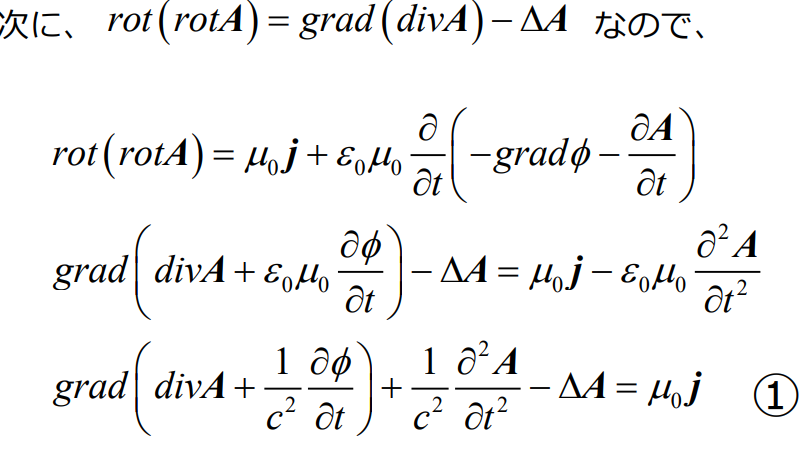 次に、 rot(rotA) = grad(divA) − ΔA なので、
rot(rotA) = μ₀j + ε₀μ₀ ∂/∂t (−gradϕ − ∂A/∂t)
grad(divA + ε₀μ₀ ∂ϕ/∂t) − ΔA = μ₀j − ε₀μ₀ ∂²A/∂t²
grad(divA + 1/c² ∂ϕ/∂t) + 1/c² ∂²A/∂t² − ΔA = μ₀j ①